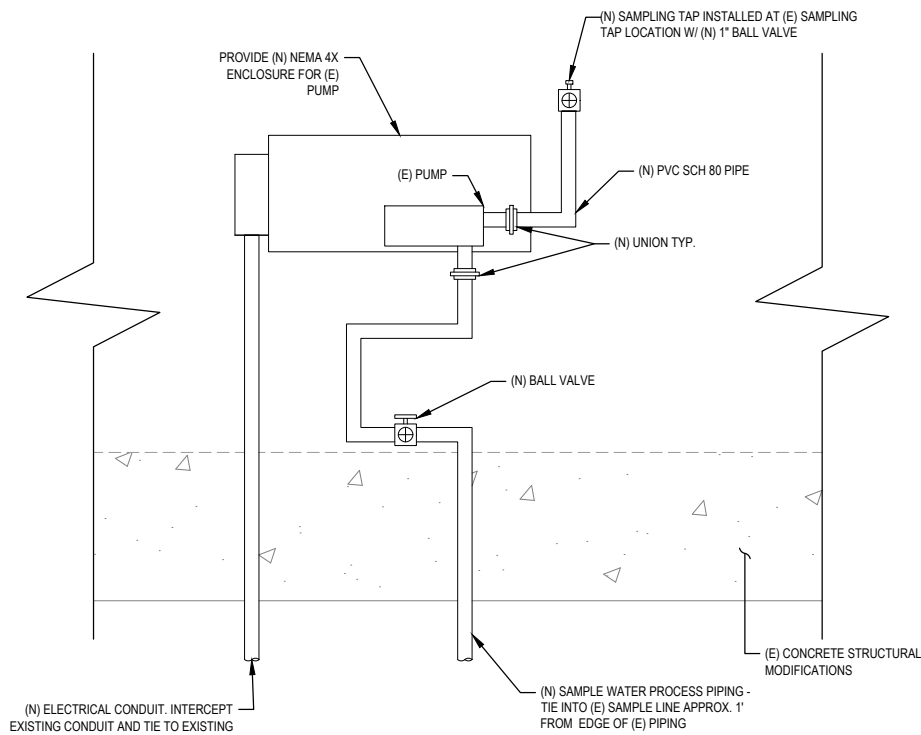 (N) SAMPLING TAP INSTALLED AT (E) SAMPLING
TAP LOCATION W/ (N) 1" BALL VALVE
PROVIDE (N) NEMA 4X
ENCLOSURE FOR (E)
PUMP
(E) PUMP
(N) PVC SCH 80 PIPE
(N) UNION TYP.
(N) BALL VALVE
(E) CONCRETE STRUCTURAL
MODIFICATIONS
(N) ELECTRICAL CONDUIT. INTERCEPT
EXISTING CONDUIT AND TIE TO EXISTING
(N) SAMPLE WATER PROCESS PIPING -
TIE INTO (E) SAMPLE LINE APPROX. 1'
FROM EDGE OF (E) PIPING